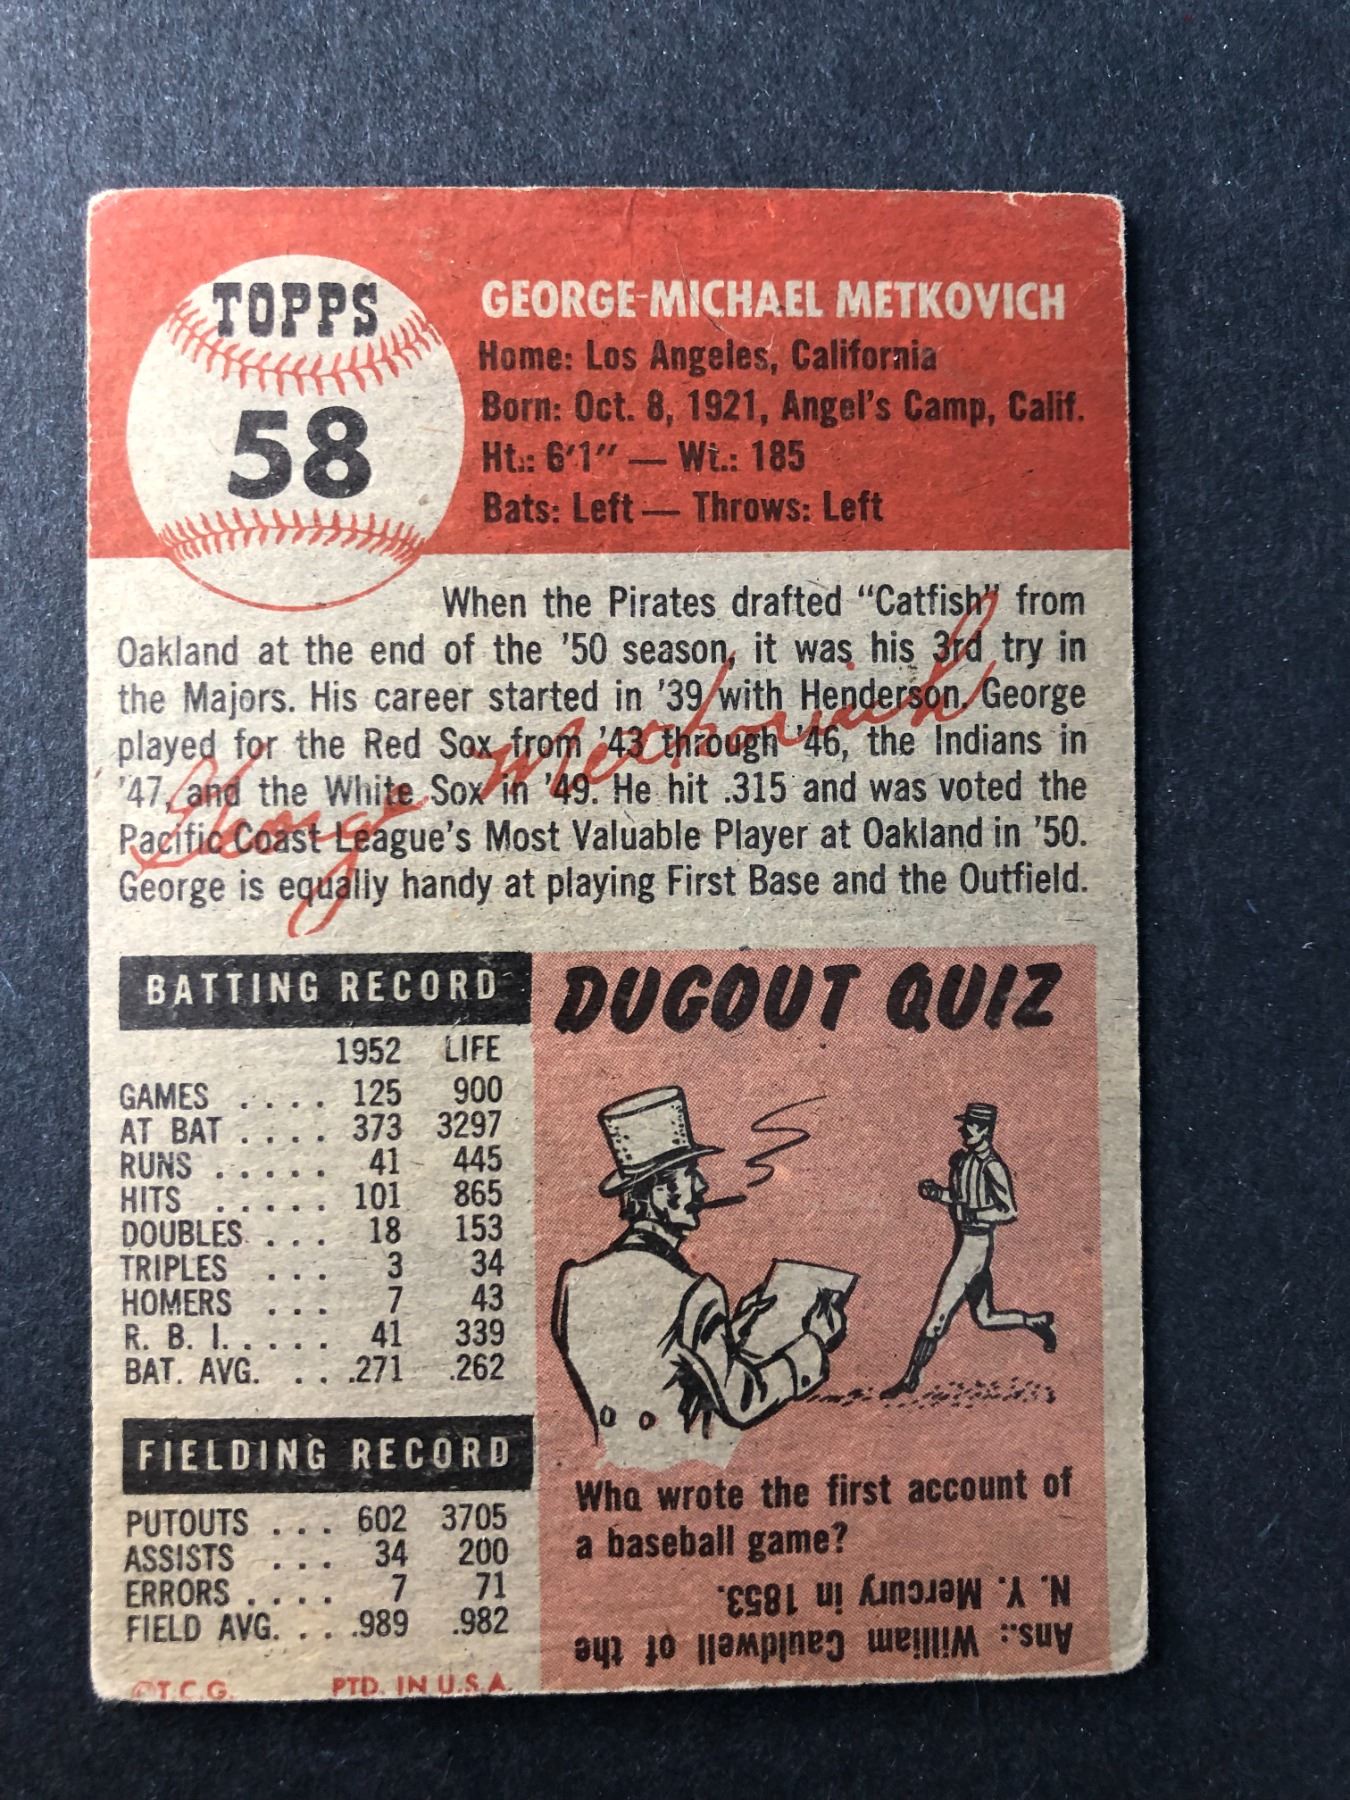 TOPPS
58
GEORGE-MICHAEL METKOVICH
Home: Los Angeles, California
Born: Oct. 8, 1921, Angel's Camp, Calif.
Ht.: 6'1" — Wt.: 185
Bats: Left — Throws: Left
When the Pirates drafted "Catfish" from
Oakland at the end of the '50 season, it was his 3rd try in
the Majors. His career started in '39 with Henderson. George
played for the Red Sox from '43 through '46, the Indians in
'47, and the White Sox in '49. He hit .315 and was voted the
Pacific Coast League's Most Valuable Player at Oakland in '50.
George is equally handy at playing First Base and the Outfield.
George Metkovich
BATTING RECORD
1952 LIFE
GAMES .... 125 900
AT BAT .... 373 3297
RUNS ..... 41 445
HITS ..... 101 865
DOUBLES ... 18 153
TRIPLES ... 3 34
HOMERS ... 7 43
R. B. I. .... 41 339
BAT. AVG. ... .271 .262
FIELDING RECORD
PUTOUTS ... 602 3705
ASSISTS ... 34 200
ERRORS .... 7 71
FIELD AVG. ... .989 .982
©T.C.G. PTD. IN U.S.A.
DUGOUT QUIZ
Who wrote the first account of
a baseball game?
Ans.: William Cauldwell of the
N. Y. Mercury in 1853.